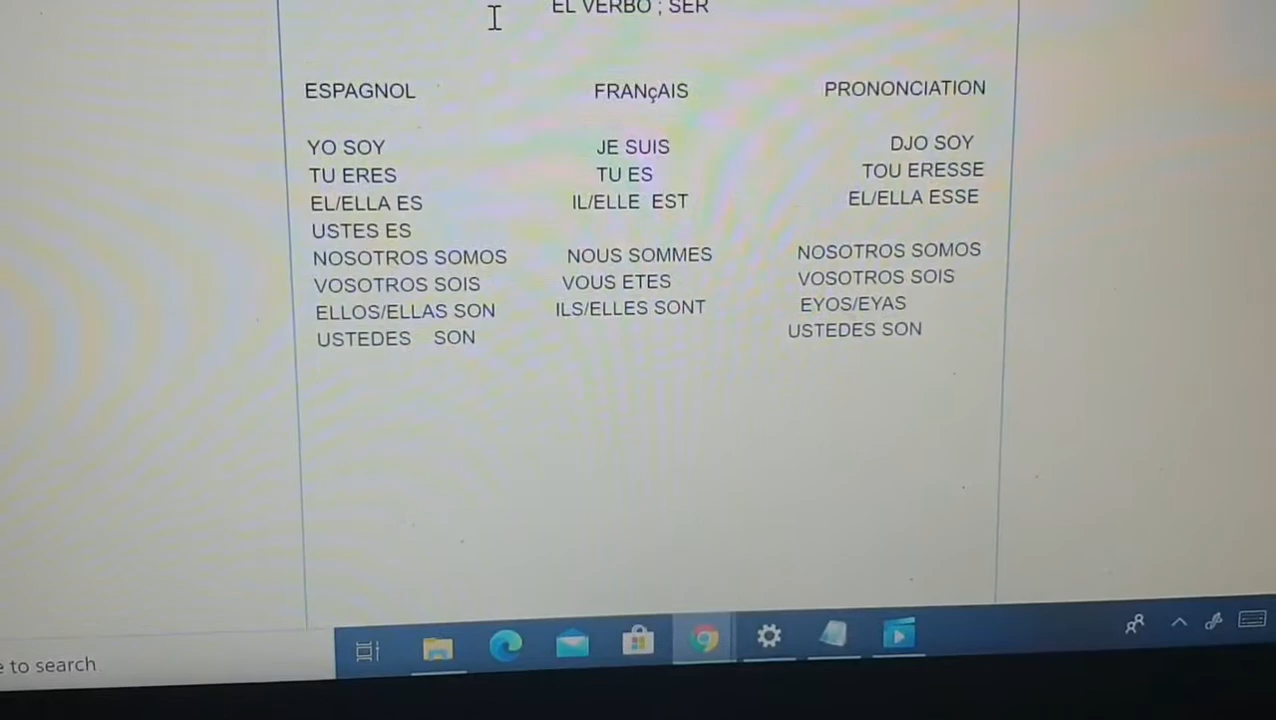 EL VERBO ; SER
ESPAGNOL FRANçAIS PRONONCIATION
YO SOY JE SUIS DJO SOY
TU ERES TU ES TOU ERESSE
EL/ELLA ES IL/ELLE EST EL/ELLA ESSE
USTES ES
NOSOTROS SOMOS NOUS SOMMES NOSOTROS SOMOS
VOSOTROS SOIS VOUS ETES VOSOTROS SOIS
ELLOS/ELLAS SON ILS/ELLES SONT EYOS/EYAS
USTEDES SON USTEDES SON
e to search